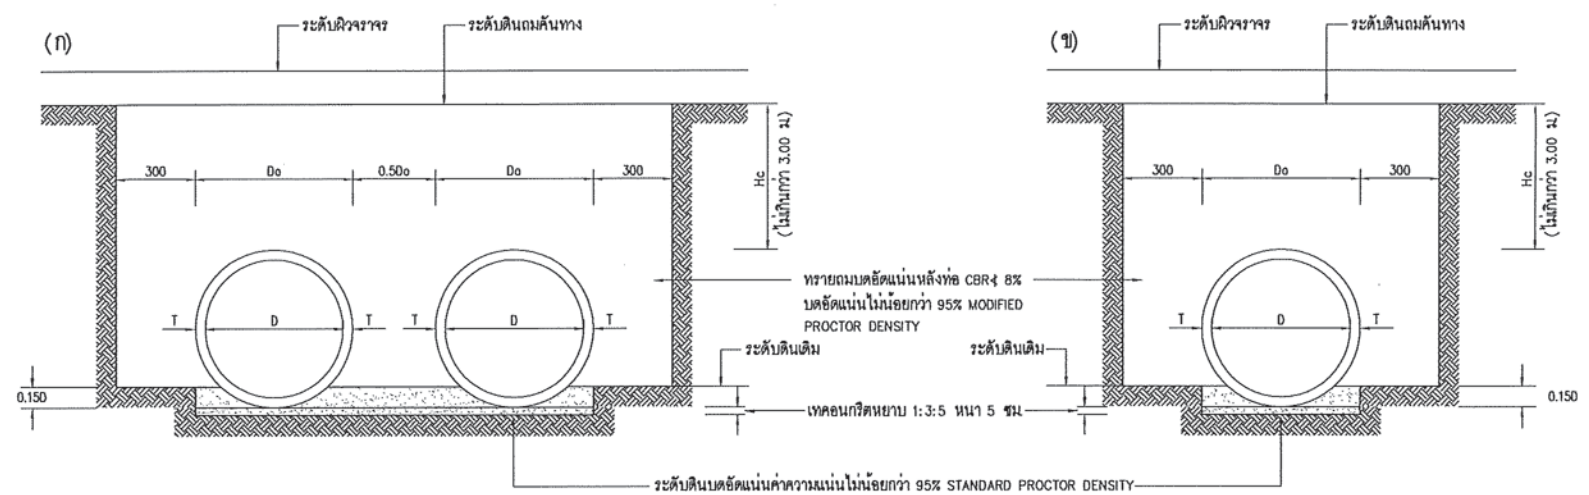 (ก)
ระดับผิวจราจร
ระดับดินถมคันทาง
(ข)
ระดับผิวจราจร
ระดับดินถมคันทาง
300
Do
0.5Do
Do
300
Hc
(ไม่เกินกว่า 3.00 ม.)
300
Do
300
Hc
(ไม่เกินกว่า 3.00 ม.)
ทรายถมบดอัดแน่นหลังท่อ CBR≮ 8%
บดอัดแน่นไม่น้อยกว่า 95% MODIFIED
PROCTOR DENSITY
T
D
T
T
D
T
T
D
T
ระดับดินเดิม
ระดับดินเดิม
0.150
0.150
เทคอนกรีตหยาบ 1:3:5 หนา 5 ซม.
ระดับดินบดอัดแน่นค่าความแน่นไม่น้อยกว่า 95% STANDARD PROCTOR DENSITY